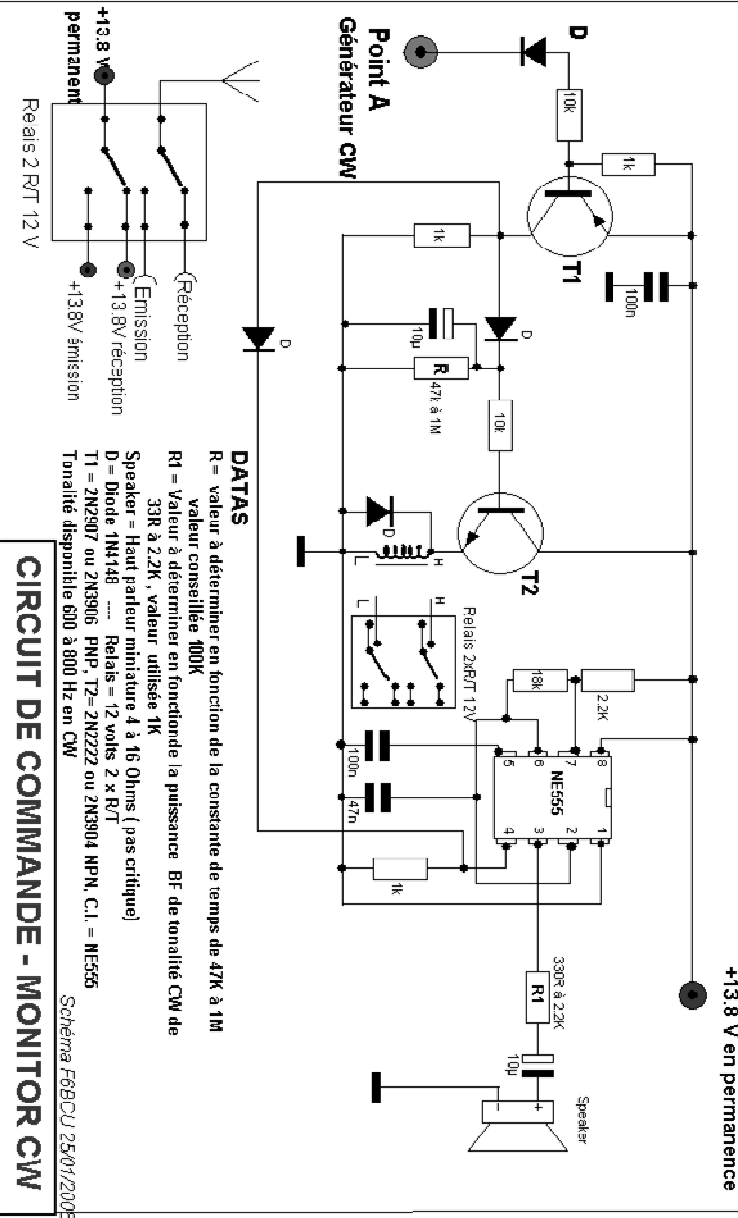 +13.8 V en permanence
D
10k
1k
T1
100n
Point A
Générateur CW
1k
D
10µ
R
47k à 1M
10k
T2
D
H
L
H
L
Relais 2xR/T 12V
2.2K
18k
8
7
6
5
NE555
1
2
3
4
100n
47n
1k
330R à 2.2K
R1
10µ
Speaker
+
-
D
+13.8 V
permanent
Relais 2 R/T 12 V
Réception
Emission
+13.8V réception
+13.8V émission
DATAS
R = valeur à déterminer en fonction de la constante de temps de 47K à 1M
valeur conseillée 100K
R1 = Valeur à déterminer en fonctionde la puissance BF de tonalité CW de
33R à 2.2K , valeur utilisée 1K
Speaker = Haut parleur miniature 4 à 16 Ohms ( pas critique)
D = Diode 1N4148 ---- Relais = 12 volts 2 x R/T
T1 = 2N2907 ou 2N3906 PNP, T2= 2N2222 ou 2N3904 NPN, C.I. = NE555
Tonalité disponible 600 à 800 Hz en CW
Schéma F6BCU 25/01/2008
CIRCUIT DE COMMANDE - MONITOR CW